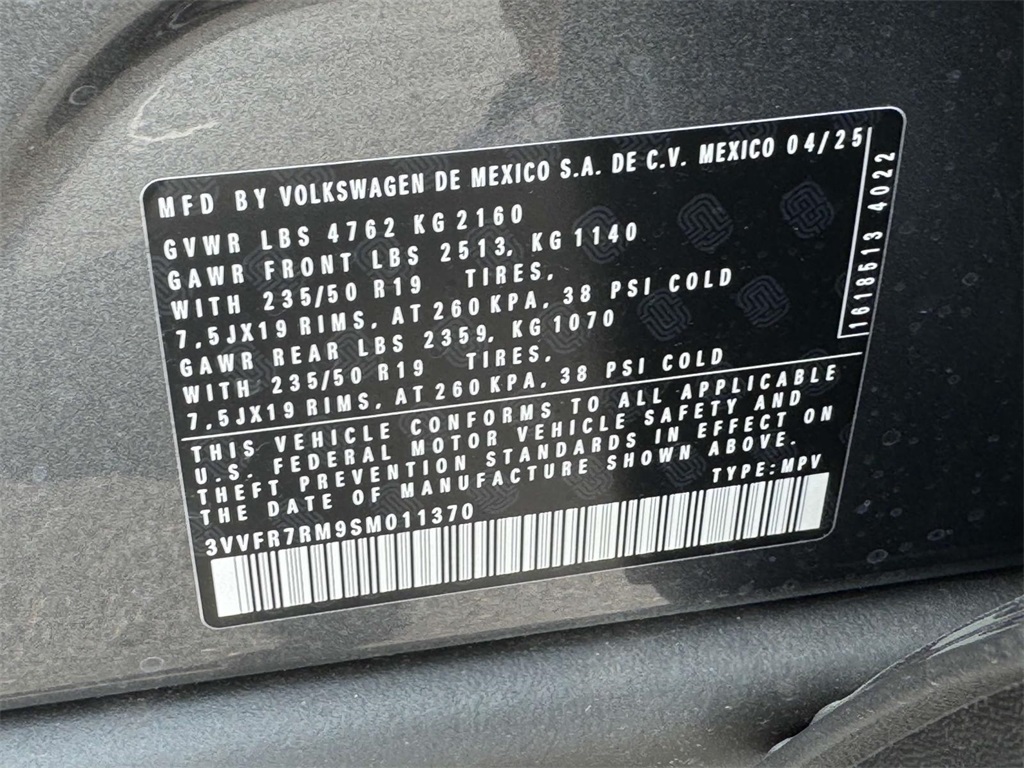 MFD BY VOLKSWAGEN DE MEXICO S.A. DE C.V. MEXICO 04/25
GVWR LBS 4762 KG 2160
GAWR FRONT LBS 2513, KG 1140
WITH 235/50 R19 TIRES,
7,5JX19 RIMS, AT 260 KPA, 38 PSI COLD
GAWR REAR LBS 2359, KG 1070
WITH 235/50 R19 TIRES,
7,5JX19 RIMS, AT 260 KPA, 38 PSI COLD
1618513 4022
THIS VEHICLE CONFORMS TO ALL APPLICABLE
U.S. FEDERAL MOTOR VEHICLE SAFETY AND
THEFT PREVENTION STANDARDS IN EFFECT ON
THE DATE OF MANUFACTURE SHOWN ABOVE.
TYPE: MPV
3VVFR7RM9SM011370